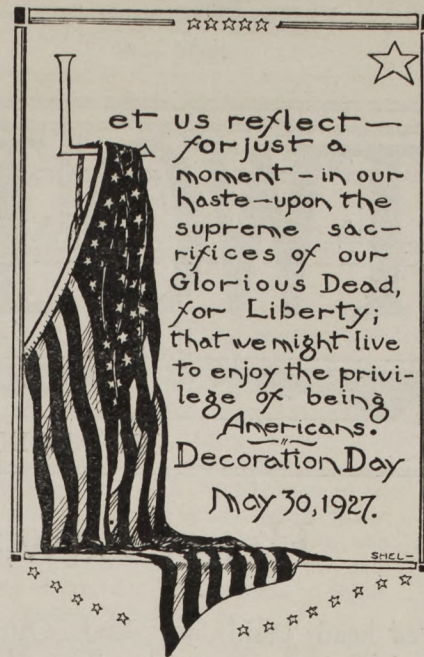 Let us reflect—
for just a
moment – in our
haste – upon the
supreme sac-
rifices of our
Glorious Dead,
for Liberty;
that we might live
to enjoy the privi-
lege of being
Americans.
Decoration Day
May 30, 1927.
SHEL–